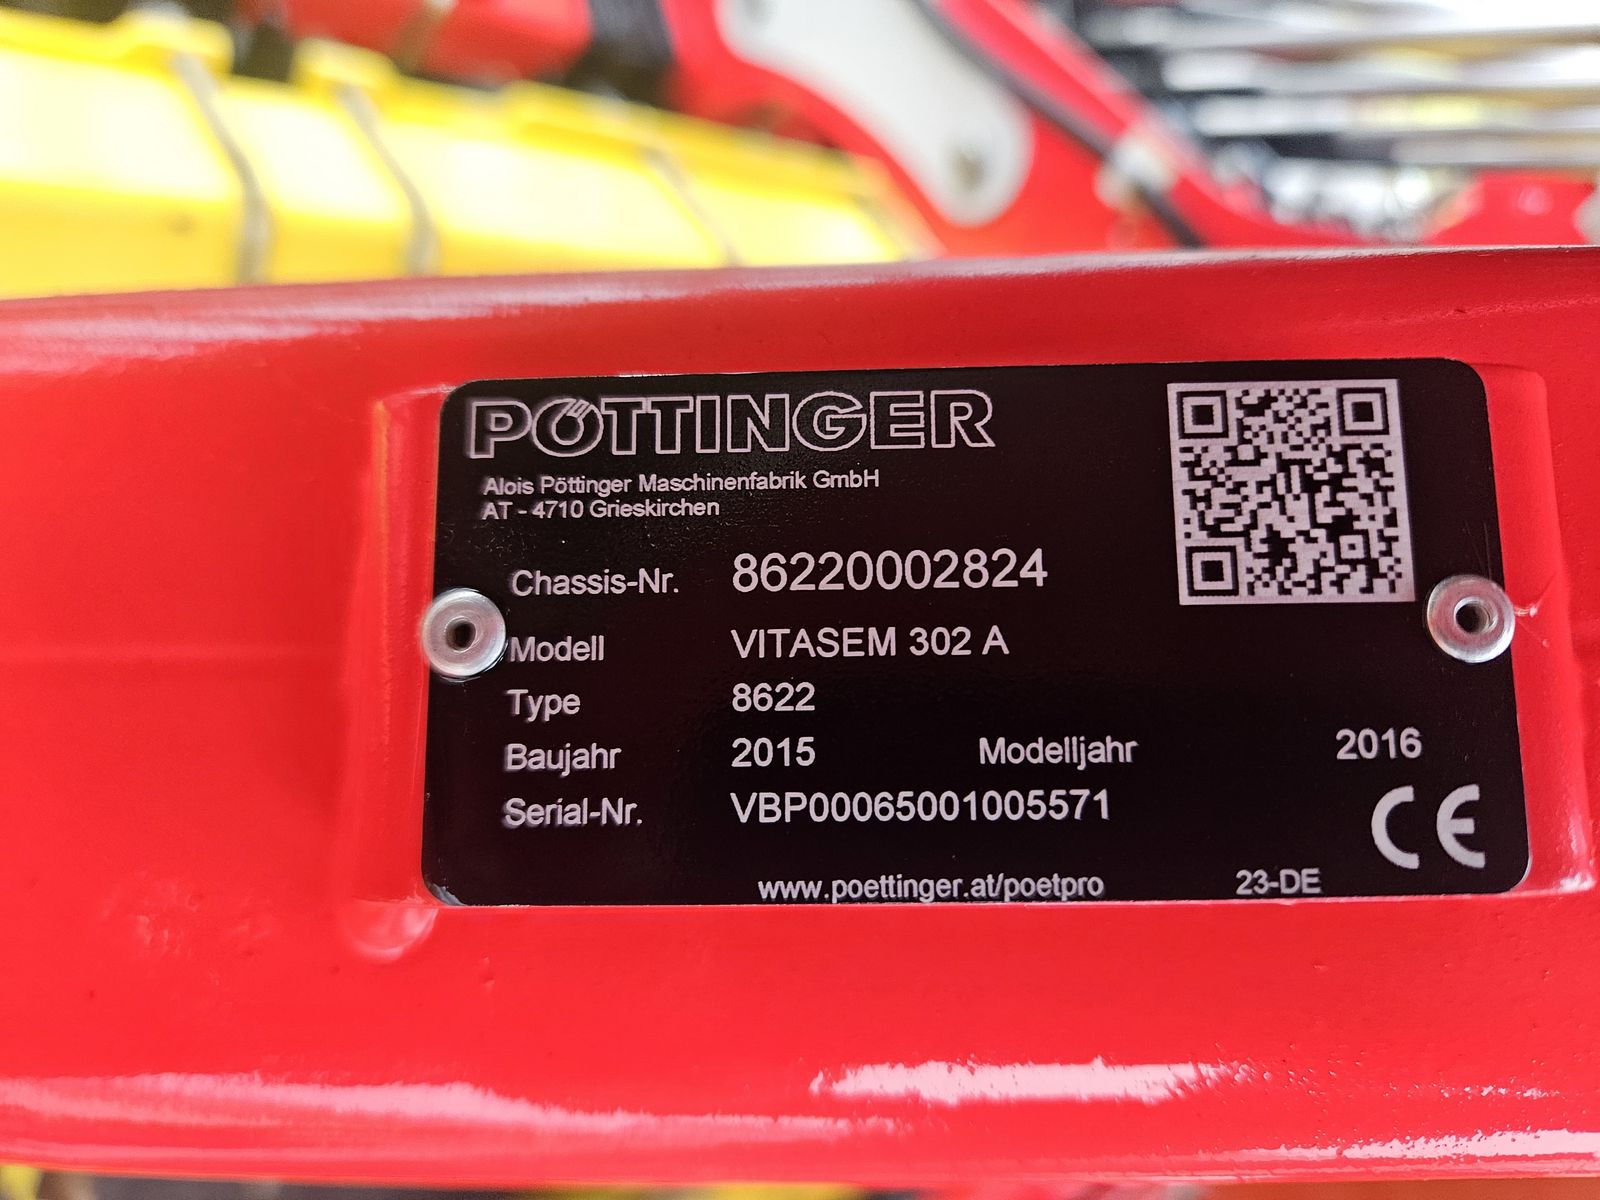 PÖTTINGER
Alois Pöttinger Maschinenfabrik GmbH
AT - 4710 Grieskirchen
Chassis-Nr. 86220002824
Modell VITASEM 302 A
Type 8622
Baujahr 2015 Modelljahr 2016
Serial-Nr. VBP00065001005571
CE
www.poettinger.at/poetpro 23-DE